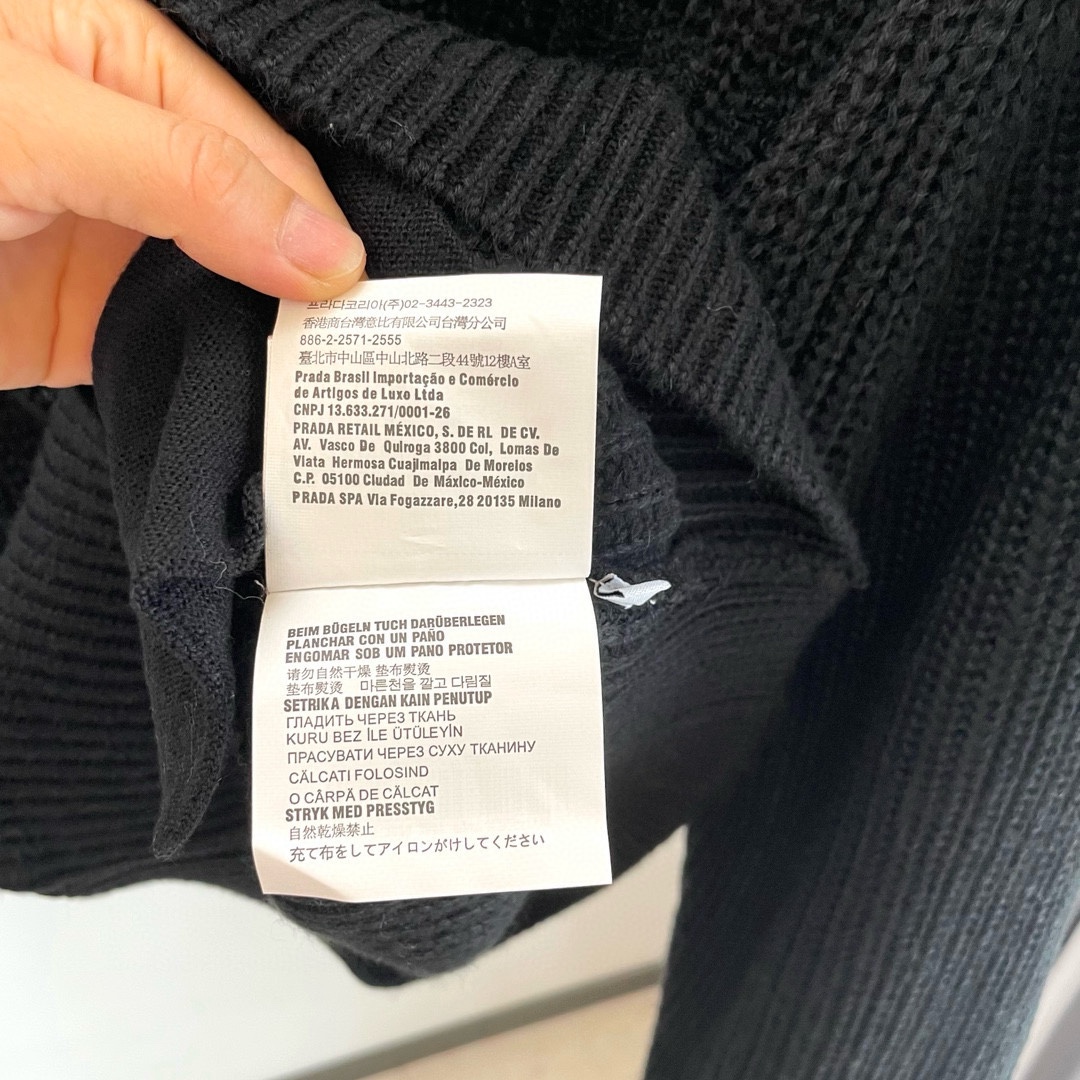 프라다코리아(주)02-3443-2323
香港商台灣意比有限公司台灣分公司
886-2-2571-2555
臺北市中山區中山北路二段44號12樓A室
Prada Brasil Importação e Comércio
de Artigos de Luxo Ltda
CNPJ 13.633.271/0001-26
PRADA RETAIL MÉXICO, S. DE RL DE CV.
AV. Vasco De Quiroga 3800 Col, Lomas De
Vlata Hermosa Cuajlmalpa De Morelos
C.P. 05100 Cludad De Máxlco-México
PRADA SPA Vla Fogazzare,28 20135 Milano
BEIM BÜGELN TUCH DARÜBERLEGEN
PLANCHAR CON UN PAÑO
ENGOMAR SOB UM PANO PROTETOR
请勿自然干燥 垫布熨烫
垫布熨烫 마른천을 깔고 다림질
SETRIKA DENGAN KAIN PENUTUP
ГЛАДИТЬ ЧЕРЕЗ ТКАНЬ
KURU BEZ İLE ÜTÜLEYİN
ПРАСУВАТИ ЧЕРЕЗ СУХУ ТКАНИНУ
CĂLCATI FOLOSIND
O CÂRPĂ DE CĂLCAT
STRYK MED PRESSTYG
自然乾燥禁止
充て布をしてアイロンがけしてください